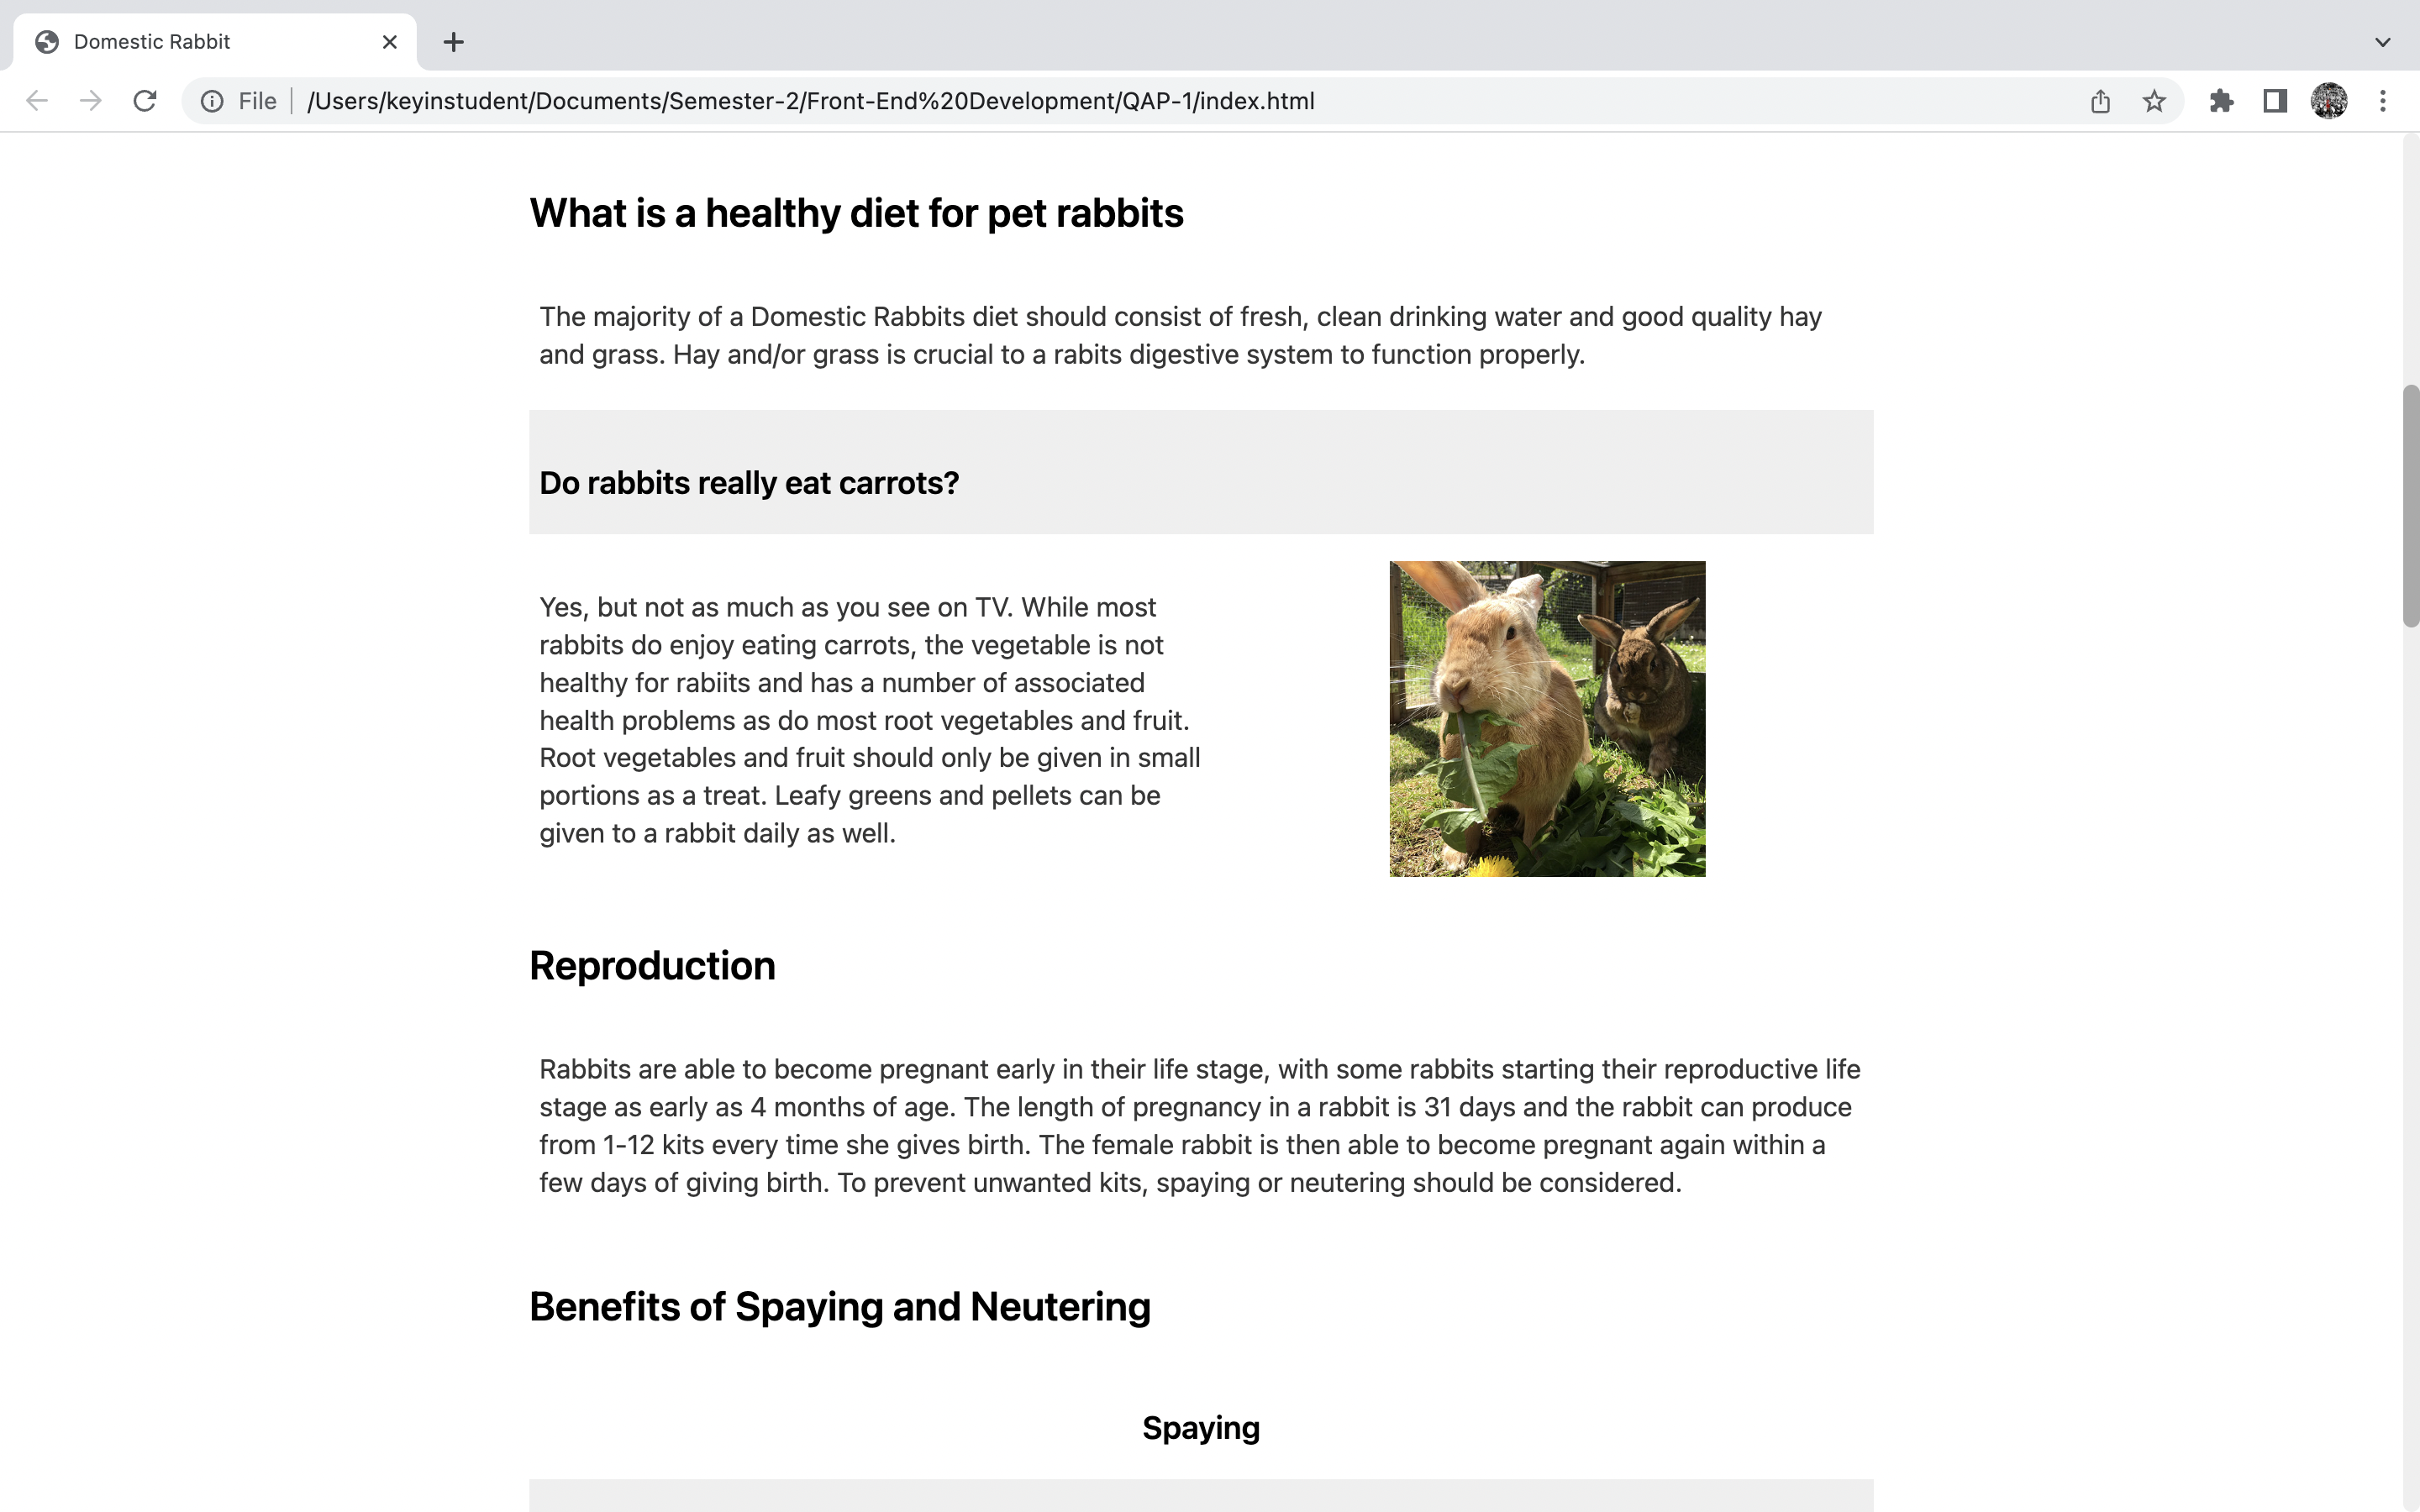 Domestic Rabbit
File
/Users/keyinstudent/Documents/Semester-2/Front-End%20Development/QAP-1/index.html
What is a healthy diet for pet rabbits
The majority of a Domestic Rabbits diet should consist of fresh, clean drinking water and good quality hay
and grass. Hay and/or grass is crucial to a rabits digestive system to function properly.
Do rabbits really eat carrots?
Yes, but not as much as you see on TV. While most
rabbits do enjoy eating carrots, the vegetable is not
healthy for rabiits and has a number of associated
health problems as do most root vegetables and fruit.
Root vegetables and fruit should only be given in small
portions as a treat. Leafy greens and pellets can be
given to a rabbit daily as well.
Reproduction
Rabbits are able to become pregnant early in their life stage, with some rabbits starting their reproductive life
stage as early as 4 months of age. The length of pregnancy in a rabbit is 31 days and the rabbit can produce
from 1-12 kits every time she gives birth. The female rabbit is then able to become pregnant again within a
few days of giving birth. To prevent unwanted kits, spaying or neutering should be considered.
Benefits of Spaying and Neutering
Spaying